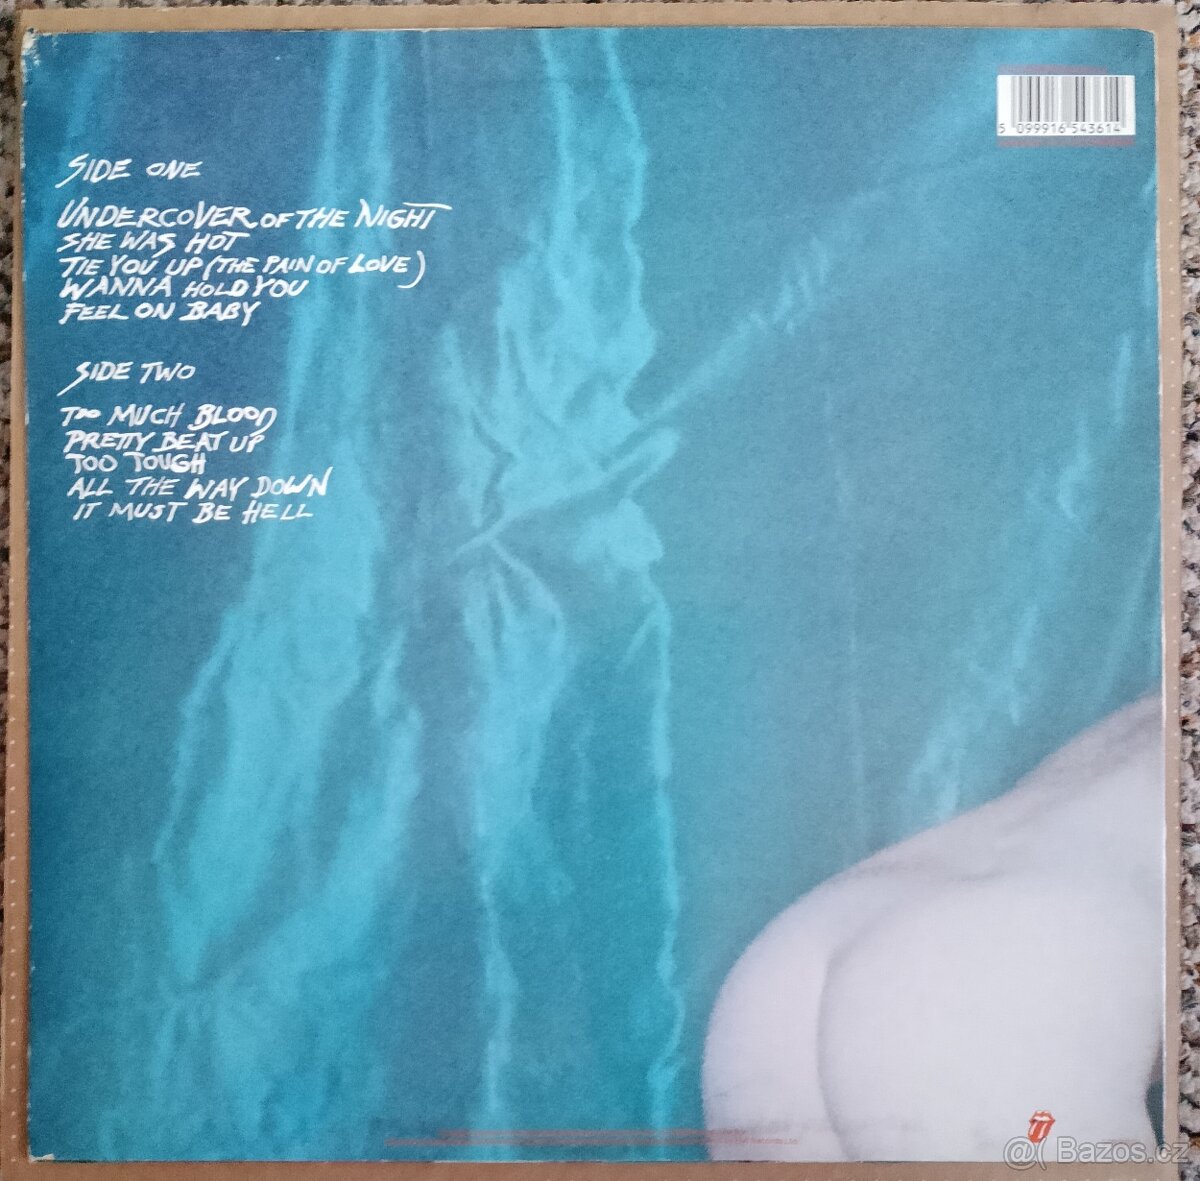 5 099916 543614
SIDE ONE
UNDERCOVER OF THE NIGHT
SHE WAS HOT
TIE YOU UP (THE PAIN OF LOVE)
WANNA HOLD YOU
FEEL ON BABY
SIDE TWO
TOO MUCH BLOOD
PRETTY BEAT UP
TOO TOUGH
ALL THE WAY DOWN
IT MUST BE HELL
Records Ltd.
Bazos.cz